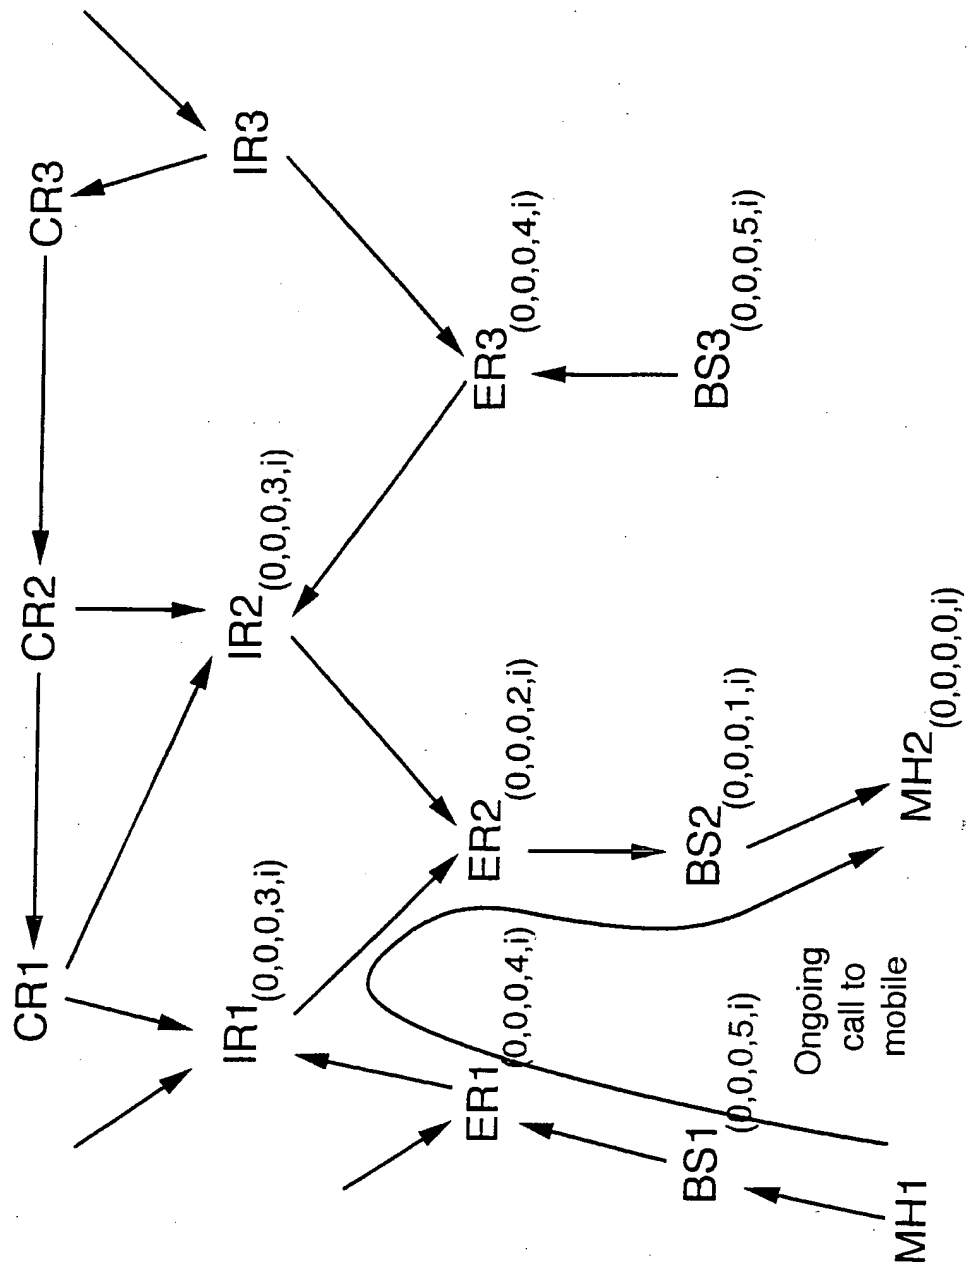 CR1
CR2
CR3
IR1(0,0,0,3,i)
IR2(0,0,0,3,i)
IR3
ER1(0,0,0,4,i)
ER2(0,0,0,2,i)
ER3(0,0,0,4,i)
BS1(0,0,0,5,i)
BS2(0,0,0,1,i)
BS3(0,0,0,5,i)
Ongoing
call to
mobile
MH1
MH2(0,0,0,0,i)